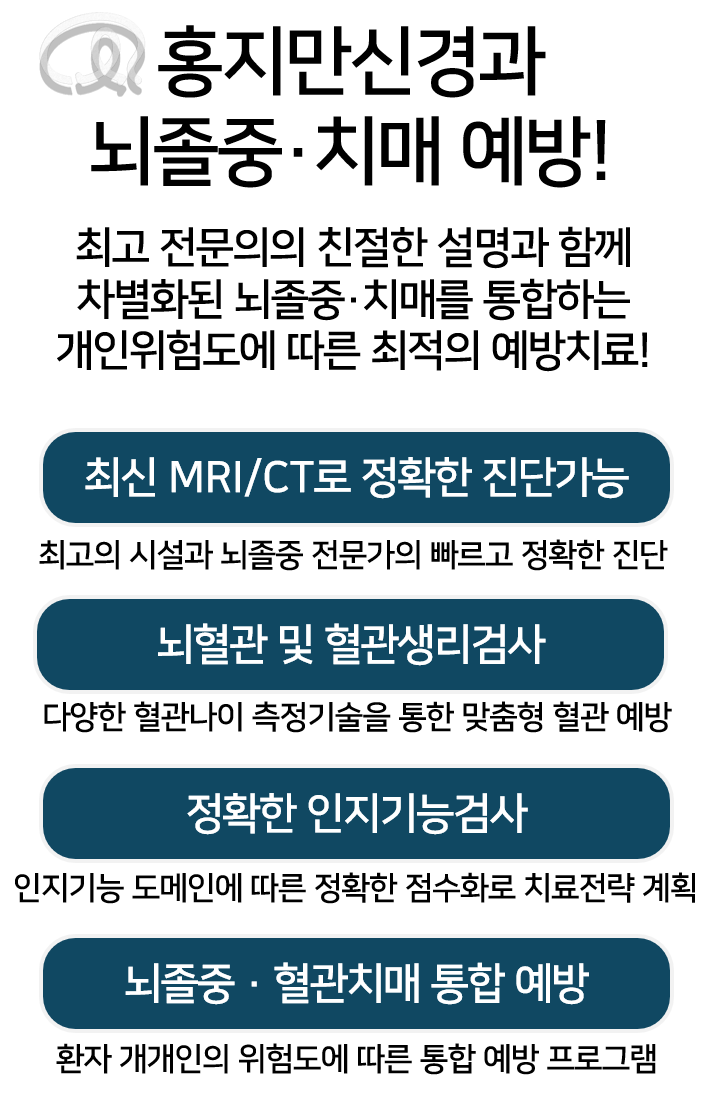 홍지만신경과
뇌졸중·치매 예방!
최고 전문의의 친절한 설명과 함께
차별화된 뇌졸중·치매를 통합하는
개인위험도에 따른 최적의 예방치료!
최신 MRI/CT로 정확한 진단가능
최고의 시설과 뇌졸중 전문가의 빠르고 정확한 진단
뇌혈관 및 혈관생리검사
다양한 혈관나이 측정기술을 통한 맞춤형 혈관 예방
정확한 인지기능검사
인지기능 도메인에 따른 정확한 점수화로 치료전략 계획
뇌졸중 · 혈관치매 통합 예방
환자 개개인의 위험도에 따른 통합 예방 프로그램